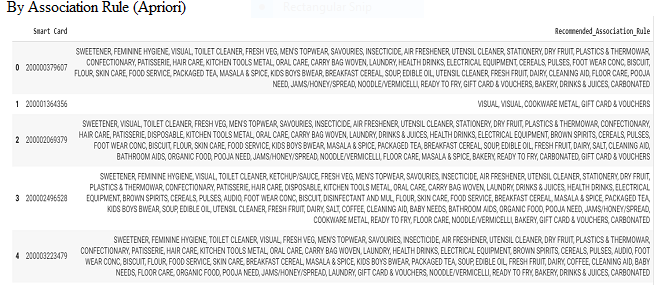 By Association Rule (Apriori)
Smart Card Recommended_Association_Rule
SWEETENER, FEMININE HYGIENE, VISUAL, TOILET CLEANER, FRESH VEG, MEN'S TOPWEAR, SAVOURIES, INSECTICIDE, AIR FRESHENER, UTENSIL CLEANER, STATIONERY, DRY FRUIT, PLASTICS & THERMOWAR,
0 200000379607 CONFECTIONARY, PATISSERIE, HAIR CARE, KITCHEN TOOLS METAL, ORAL CARE, CARRY BAG WOVEN, LAUNDRY, HEALTH DRINKS, ELECTRICAL EQUIPMENT, CEREALS, PULSES, FOOT WEAR CONC, BISCUIT,
FLOUR, SKIN CARE, FOOD SERVICE, PACKAGED TEA, MASALA & SPICE, KIDS BOYS BWEAR, BREAKFAST CEREAL, SOUP, EDIBLE OIL, UTENSIL CLEANER, FRESH FRUIT, DAIRY, CLEANING AID, FLOOR CARE, POOJA
NEED, JAMS/HONEY/SPREAD, NOODLE/VERMICELLI, READY TO FRY, GIFT CARD & VOUCHERS, BAKERY, DRINKS & JUICES, CARBONATED
1 200001364356 VISUAL, VISUAL, COOKWARE METAL, GIFT CARD & VOUCHERS
SWEETENER, VISUAL, TOILET CLEANER, FRESH VEG, MEN'S TOPWEAR, SAVOURIES, INSECTICIDE, AIR FRESHENER, UTENSIL CLEANER, STATIONERY, DRY FRUIT, PLASTICS & THERMOWAR, CONFECTIONARY,
2 200002069379 HAIR CARE, PATISSERIE, DISPOSABLE, KITCHEN TOOLS METAL, ORAL CARE, CARRY BAG WOVEN, LAUNDRY, DRINKS & JUICES, HEALTH DRINKS, ELECTRICAL EQUIPMENT, BROWN SPIRITS, CEREALS, PULSES,
FOOT WEAR CONC, BISCUIT, FLOUR, SKIN CARE, FOOD SERVICE, KIDS BOYS BWEAR, MASALA & SPICE, PACKAGED TEA, BREAKFAST CEREAL, SOUP, EDIBLE OIL, FRESH FRUIT, DAIRY, SALT, CLEANING AID,
BATHROOM AIDS, ORGANIC FOOD, POOJA NEED, JAMS/HONEY/SPREAD, NOODLE/VERMICELLI, FLOOR CARE, MASALA & SPICE, BAKERY, READY TO FRY, CARBONATED, GIFT CARD & VOUCHERS
SWEETENER, FEMININE HYGIENE, VISUAL, TOILET CLEANER, KETCHUP/SAUCE, FRESH VEG, MEN'S TOPWEAR, SAVOURIES, INSECTICIDE, AIR FRESHENER, UTENSIL CLEANER, STATIONERY, DRY FRUIT,
PLASTICS & THERMOWAR, CONFECTIONARY, PATISSERIE, HAIR CARE, DISPOSABLE, KITCHEN TOOLS METAL, ORAL CARE, CARRY BAG WOVEN, LAUNDRY, DRINKS & JUICES, HEALTH DRINKS, ELECTRICAL
3 200002496528 EQUIPMENT, BROWN SPIRITS, CEREALS, PULSES, AUDIO, FOOT WEAR CONC, BISCUIT, DISINFECTANT AND MUL, FLOUR, SKIN CARE, FOOD SERVICE, BREAKFAST CEREAL, MASALA & SPICE, PACKAGED TEA,
KIDS BOYS BWEAR, SOUP, EDIBLE OIL, UTENSIL CLEANER, FRESH FRUIT, DAIRY, SALT, COFFEE, CLEANING AID, BABY NEEDS, BATHROOM AIDS, ORGANIC FOOD, POOJA NEED, JAMS/HONEY/SPREAD,
COOKWARE METAL, READY TO FRY, FLOOR CARE, NOODLE/VERMICELLI, BAKERY, GIFT CARD & VOUCHERS, CARBONATED
SWEETENER, FEMININE HYGIENE, TOILET CLEANER, VISUAL, FRESH VEG, MEN'S TOPWEAR, SAVOURIES, INSECTICIDE, AIR FRESHENER, UTENSIL CLEANER, DRY FRUIT, PLASTICS & THERMOWAR,
4 200003223479 CONFECTIONARY, PATISSERIE, HAIR CARE, KITCHEN TOOLS METAL, ORAL CARE, CARRY BAG WOVEN, LAUNDRY, HEALTH DRINKS, ELECTRICAL EQUIPMENT, BROWN SPIRITS, CEREALS, PULSES, AUDIO, FOOT
WEAR CONC, BISCUIT, FLOUR, FOOD SERVICE, SKIN CARE, BREAKFAST CEREAL, MASALA & SPICE, KIDS BOYS BWEAR, PACKAGED TEA, SOUP, EDIBLE OIL, FRESH FRUIT, DAIRY, COFFEE, CLEANING AID, BABY
NEEDS, FLOOR CARE, ORGANIC FOOD, POOJA NEED, JAMS/HONEY/SPREAD, LAUNDRY, GIFT CARD & VOUCHERS, NOODLE/VERMICELLI, READY TO FRY, BAKERY, DRINKS & JUICES, CARBONATED